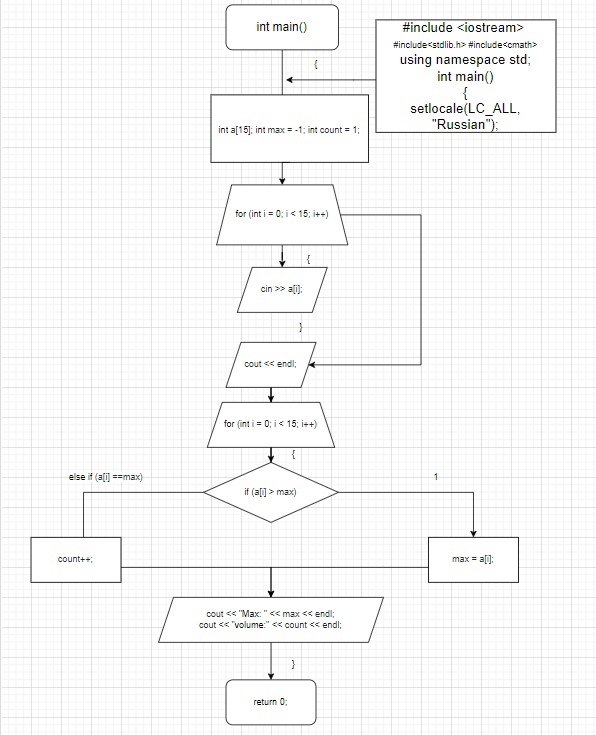 int main()
#include <iostream>
#include<stdlib.h> #include<cmath>
using namespace std;
int main()
{
setlocale(LC_ALL,
"Russian");
{
int a[15]; int max = -1; int count = 1;
for (int i = 0; i < 15; i++)
{
cin >> a[i];
}
cout << endl;
for (int i = 0; i < 15; i++)
{
else if (a[i] ==max)
1
if (a[i] > max)
count++;
max = a[i];
cout << "Max: " << max << endl;
cout << "volume:" << count << endl;
}
return 0;